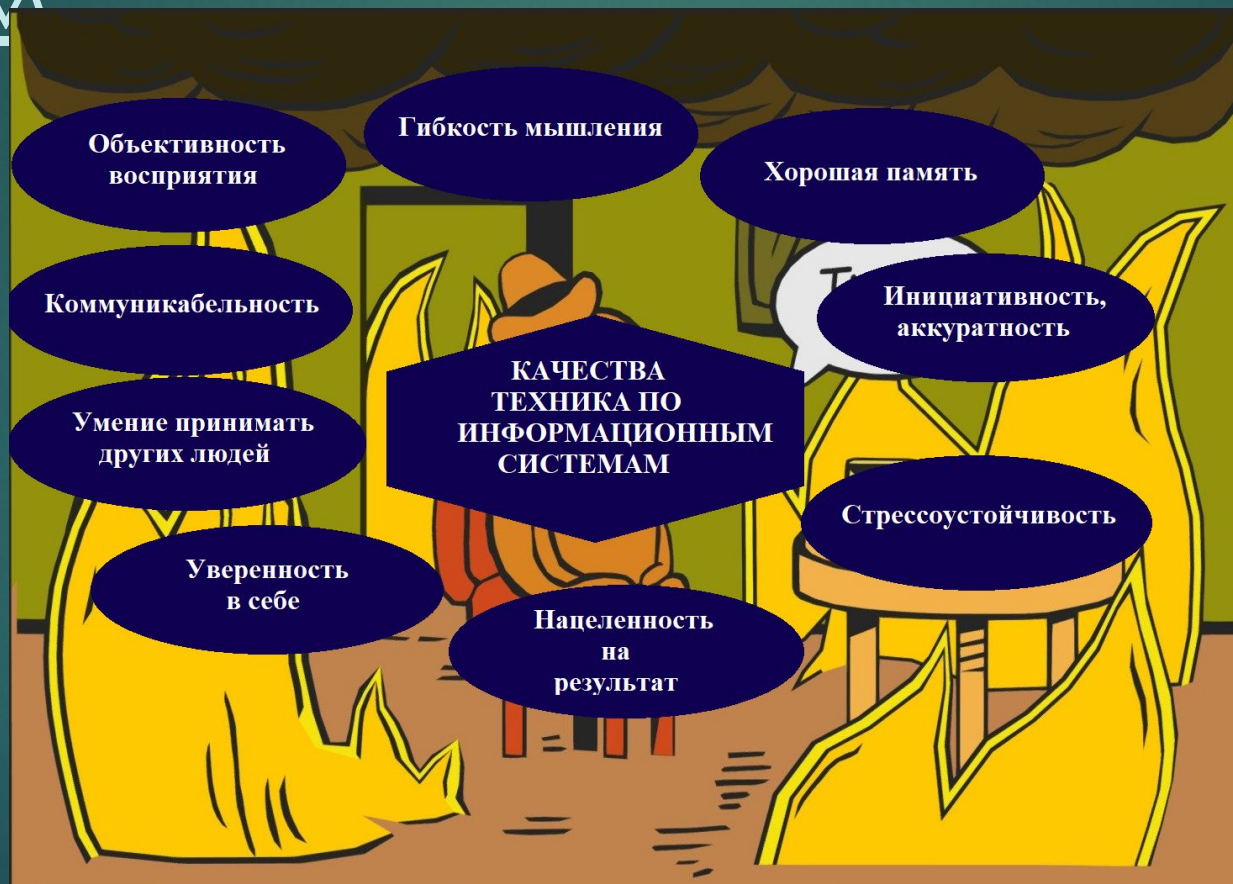 Объективность
восприятия
Гибкость мышления
Хорошая память
Коммуникабельность
Инициативность,
аккуратность
КАЧЕСТВА
ТЕХНИКА ПО
ИНФОРМАЦИОННЫМ
СИСТЕМАМ
Умение принимать
других людей
Стрессоустойчивость
Уверенность
в себе
Нацеленность
на
результат